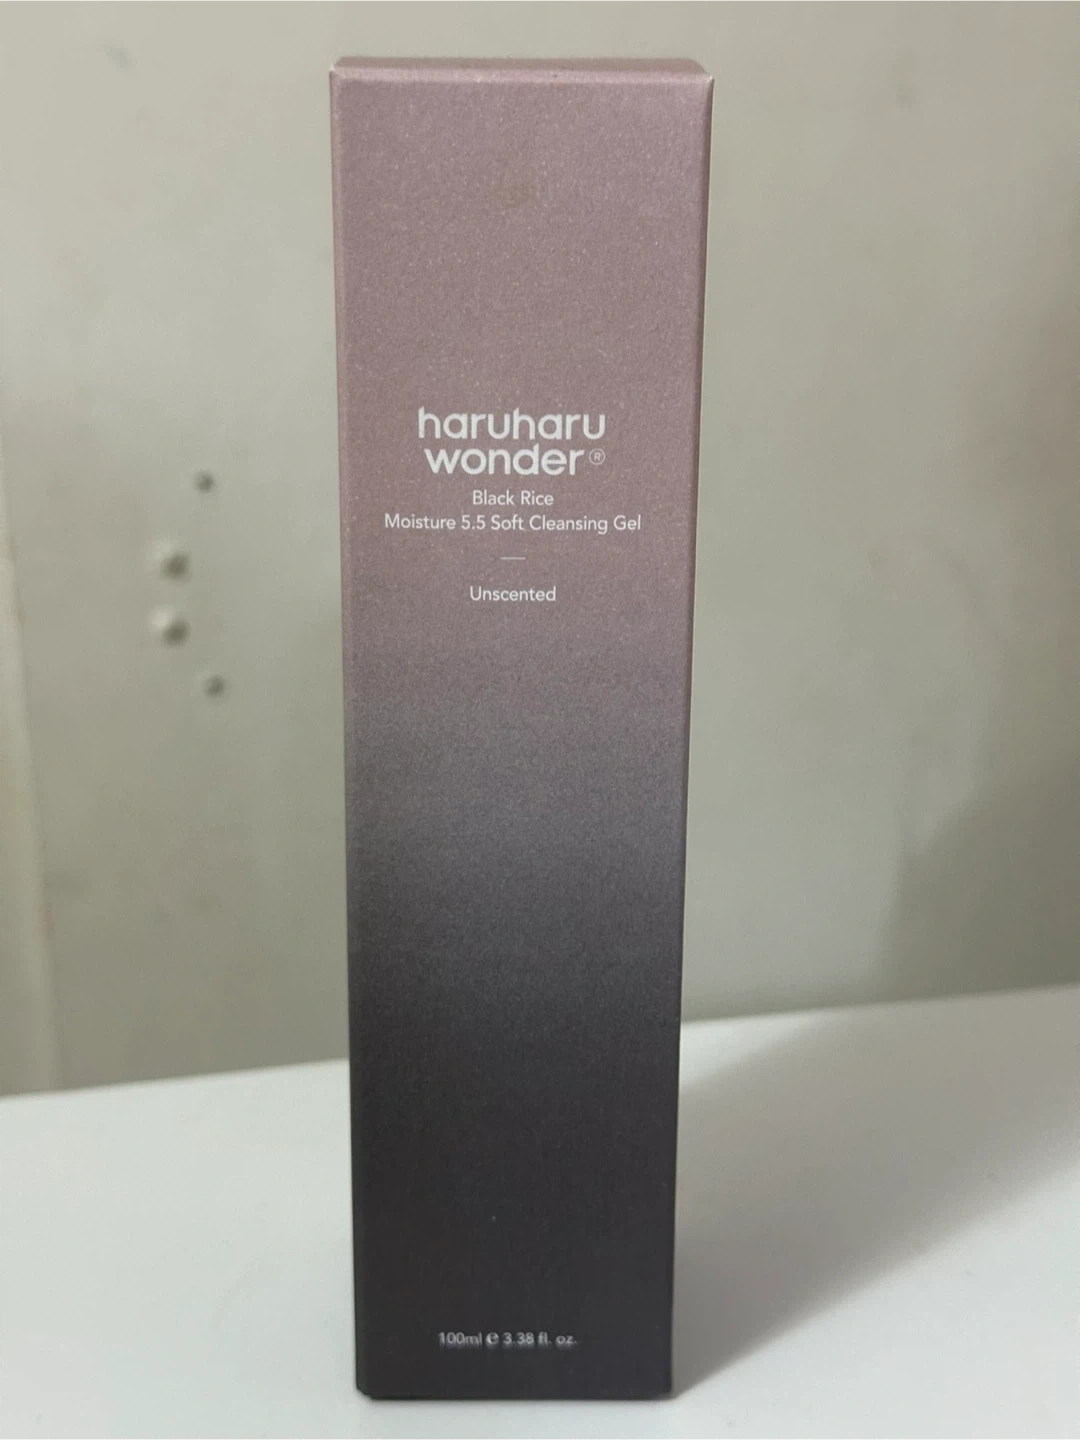 haruharu
wonder®
Black Rice
Moisture 5.5 Soft Cleansing Gel
Unscented
100ml ℮ 3.38 fl. oz.